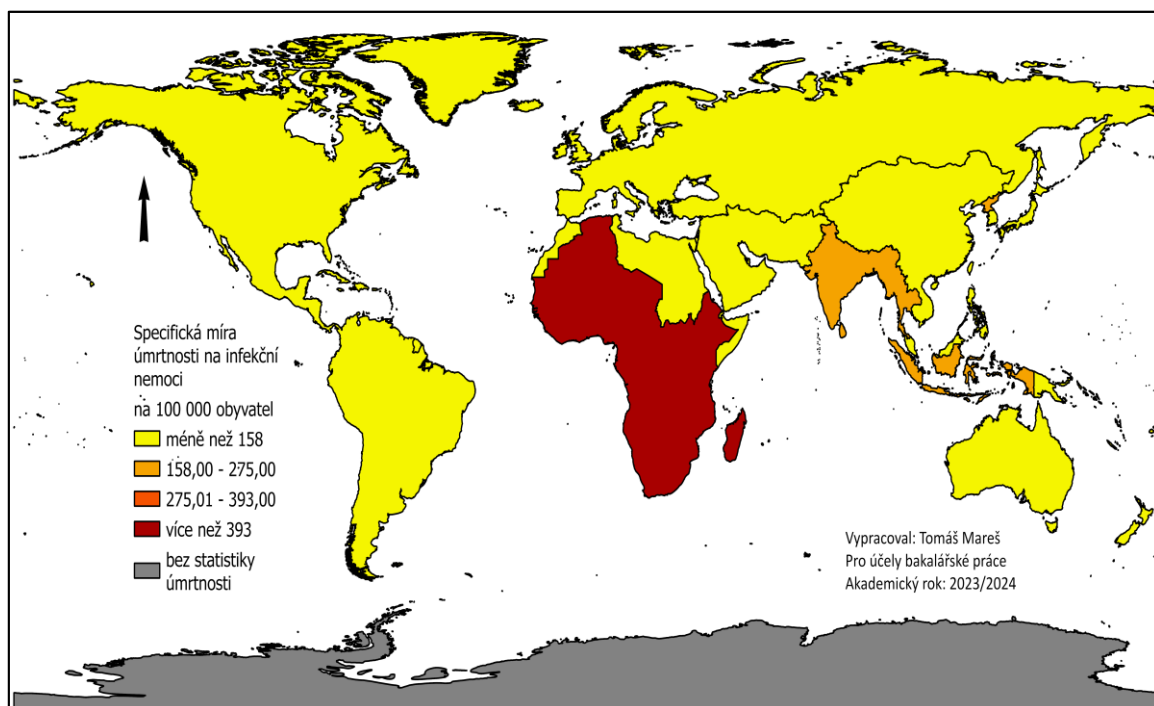 Specifická míra
úmrtnosti na infekční
nemoci
na 100 000 obyvatel
méně než 158
158,00 - 275,00
275,01 - 393,00
více než 393
bez statistiky
úmrtnosti
Vypracoval: Tomáš Mareš
Pro účely bakalářské práce
Akademický rok: 2023/2024